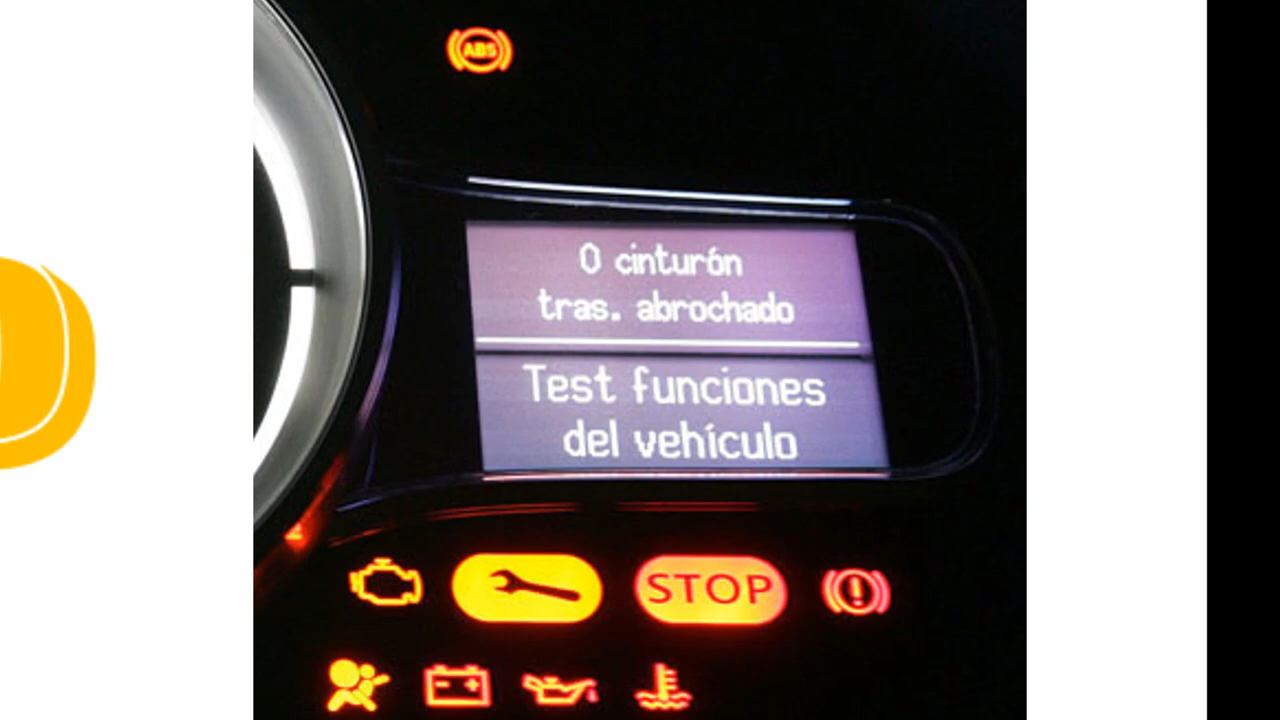 ABS
0 cinturón
tras. abrochado
Test funciones
del vehículo
STOP